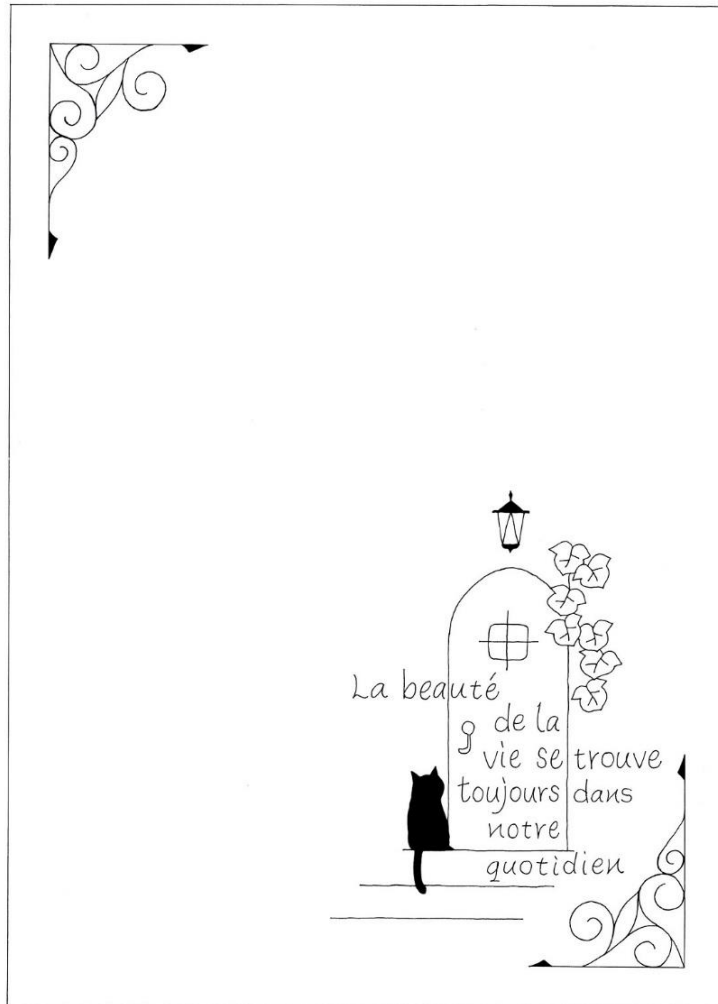 La beauté
de la
vie se trouve
toujours dans
notre
quotidien